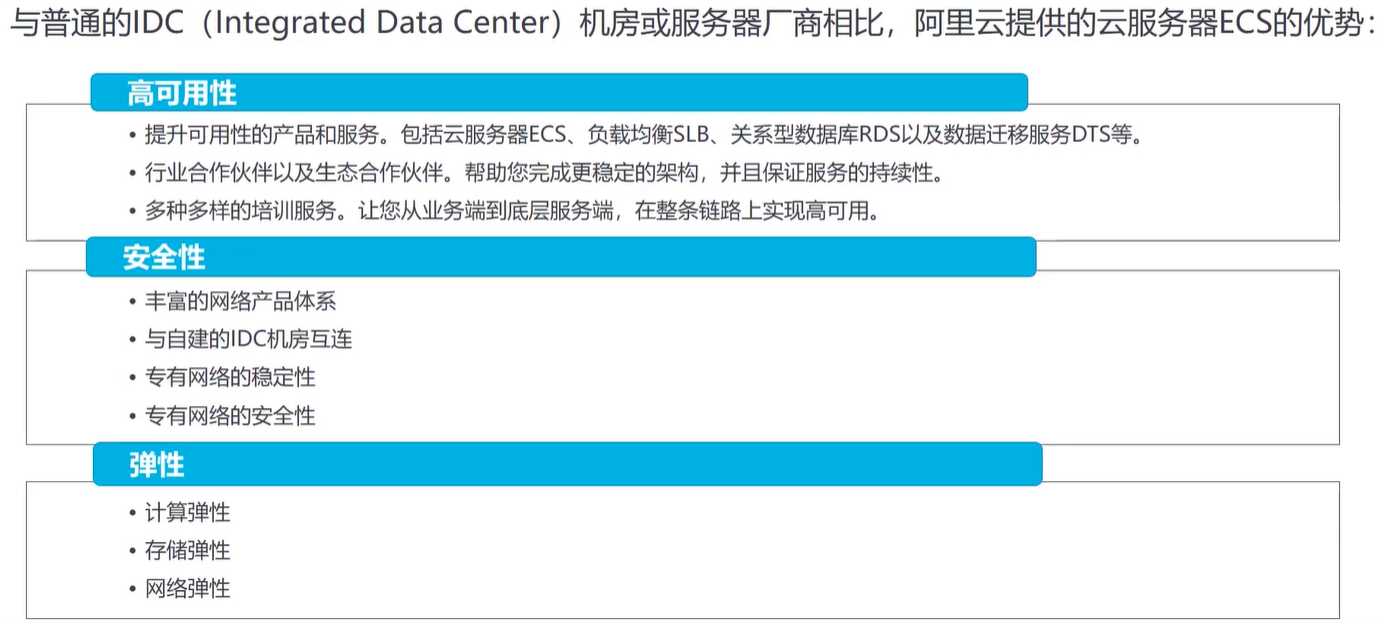 与普通的IDC（Integrated Data Center）机房或服务器厂商相比，阿里云提供的云服务器ECS的优势：
高可用性
• 提升可用性的产品和服务。包括云服务器ECS、负载均衡SLB、关系型数据库RDS以及数据迁移服务DTS等。
• 行业合作伙伴以及生态合作伙伴。帮助您完成更稳定的架构，并且保证服务的持续性。
• 多种多样的培训服务。让您从业务端到底层服务端，在整条链路上实现高可用。
安全性
• 丰富的网络产品体系
• 与自建的IDC机房互连
• 专有网络的稳定性
• 专有网络的安全性
弹性
• 计算弹性
• 存储弹性
• 网络弹性